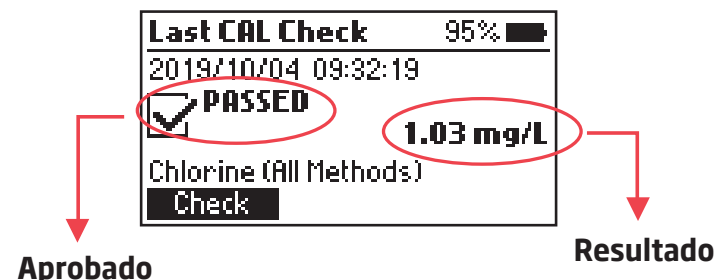 Last CAL Check 95%
2019/10/04 09:32:19
PASSED
1.03 mg/L
Chlorine (All Methods)
Check
Aprobado
Resultado